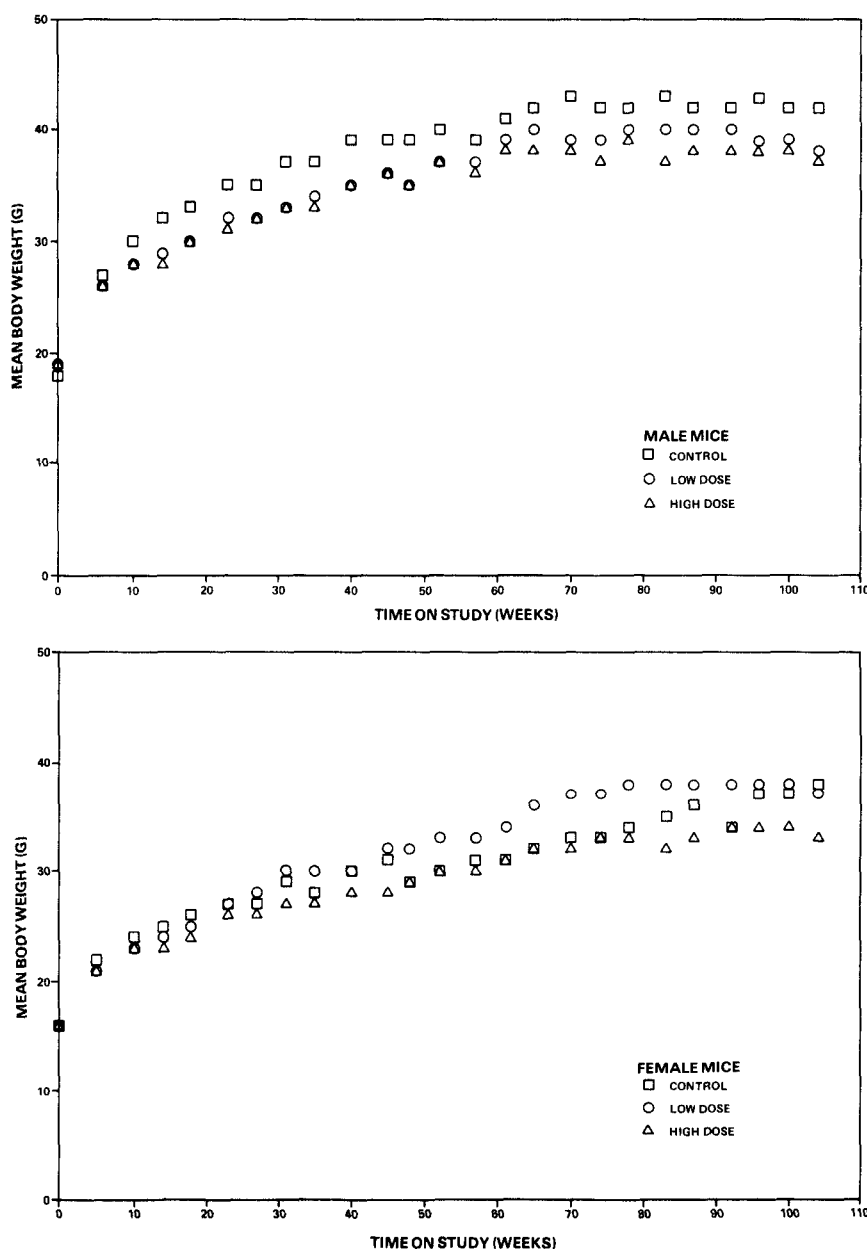 50
40
30
20
10
0
MEAN BODY WEIGHT (G)
MALE MICE
CONTROL
LOW DOSE
HIGH DOSE
0 10 20 30 40 50 60 70 80 90 100 110
TIME ON STUDY (WEEKS)
50
40
30
20
10
0
MEAN BODY WEIGHT (G)
FEMALE MICE
CONTROL
LOW DOSE
HIGH DOSE
0 10 20 30 40 50 60 70 80 90 100 110
TIME ON STUDY (WEEKS)